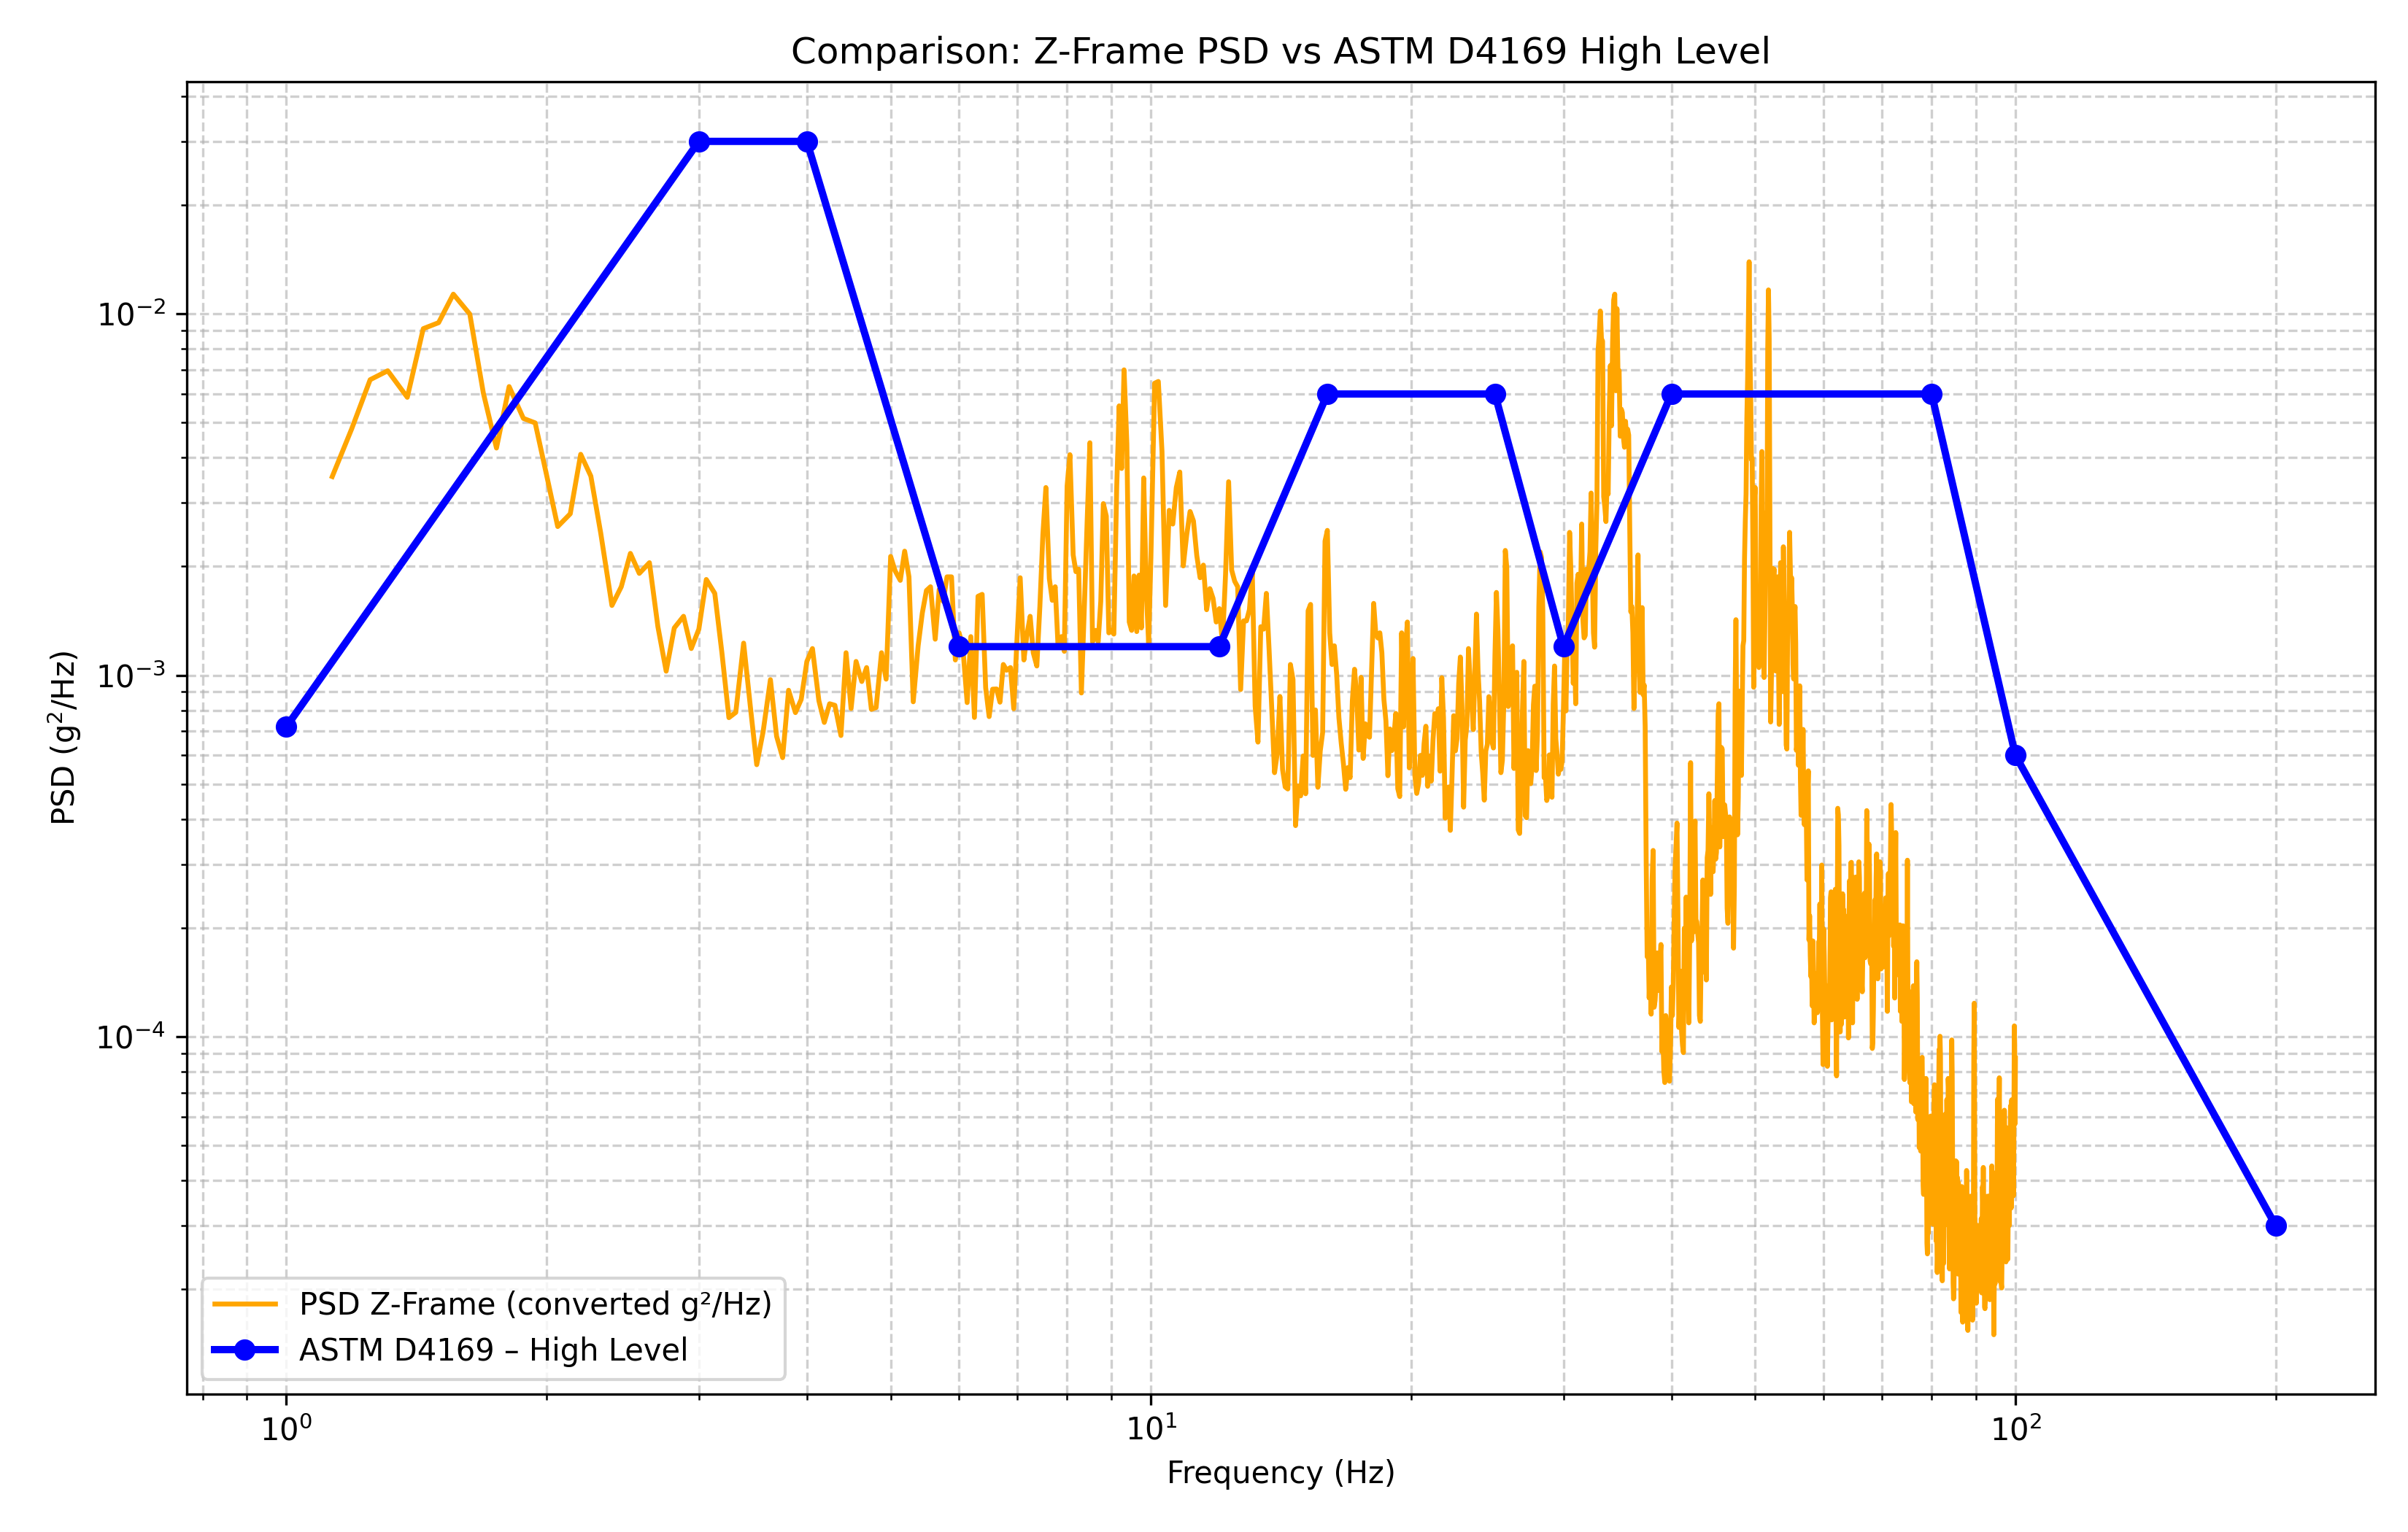 Comparison: Z-Frame PSD vs ASTM D4169 High Level
PSD (g²/Hz)
10⁻²
10⁻³
10⁻⁴
PSD Z-Frame (converted g²/Hz)
ASTM D4169 – High Level
10⁰
10¹
10²
Frequency (Hz)